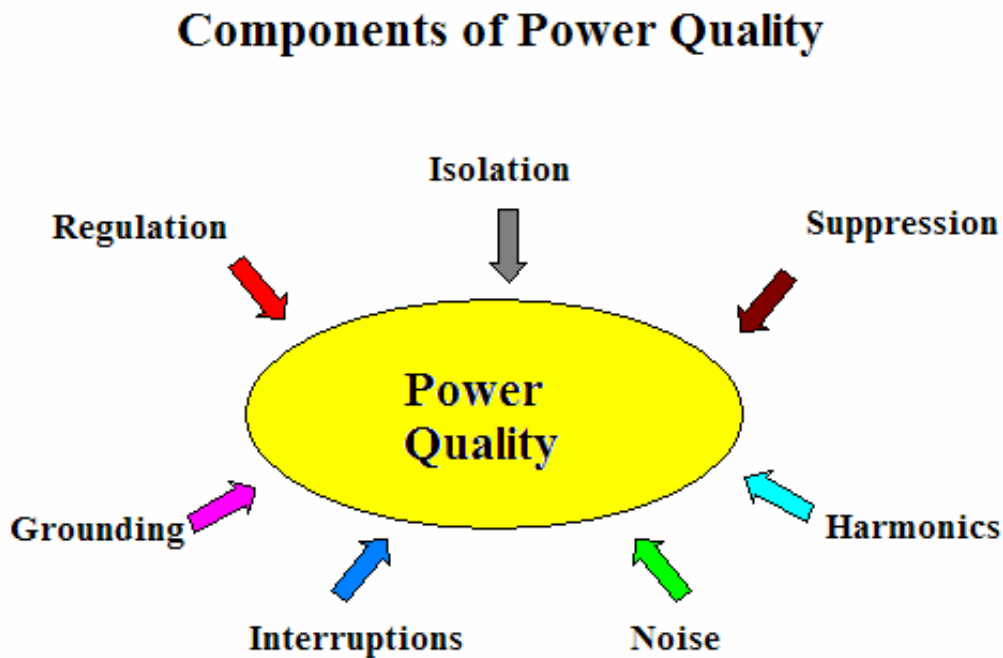 Components of Power Quality
Isolation
Regulation
Suppression
Power
Quality
Grounding
Harmonics
Interruptions
Noise